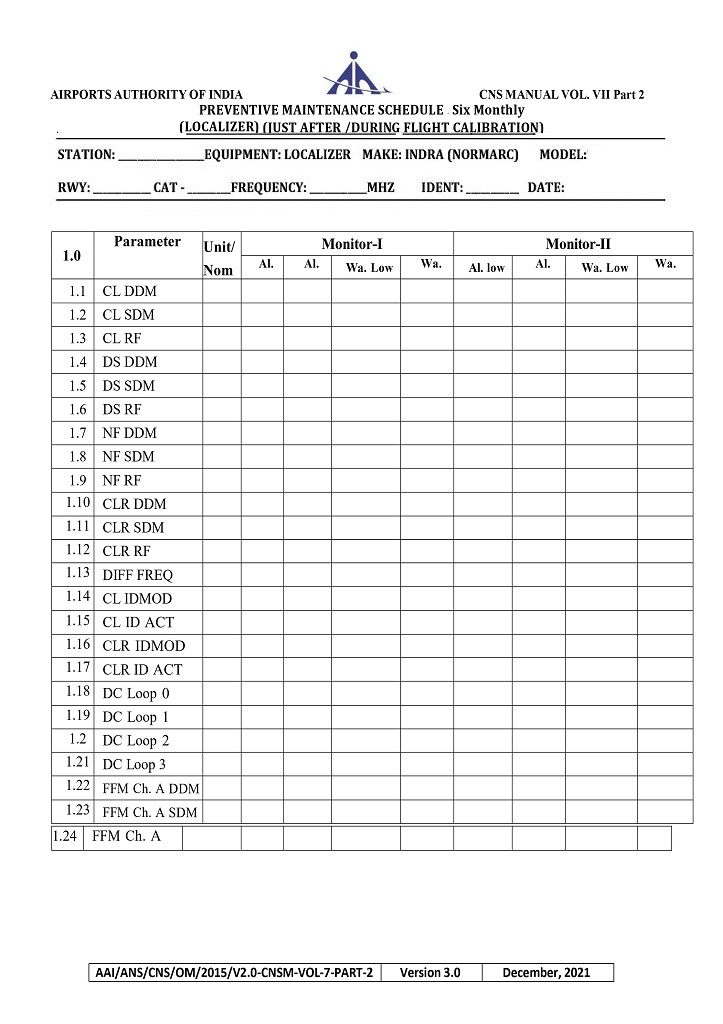 AIRPORTS AUTHORITY OF INDIA CNS MANUAL VOL. VII Part 2
PREVENTIVE MAINTENANCE SCHEDULE Six Monthly
(LOCALIZER) (JUST AFTER /DURING FLIGHT CALIBRATION)
STATION: ________________EQUIPMENT: LOCALIZER MAKE: INDRA (NORMARC) MODEL:
RWY: ___________ CAT - ________FREQUENCY: ___________MHZ IDENT: __________ DATE:
1.0 Parameter Unit/ Nom Monitor-I Monitor-II
Al. Al. Wa. Low Wa. Al. low Al. Wa. Low Wa.
1.1 CL DDM
1.2 CL SDM
1.3 CL RF
1.4 DS DDM
1.5 DS SDM
1.6 DS RF
1.7 NF DDM
1.8 NF SDM
1.9 NF RF
1.10 CLR DDM
1.11 CLR SDM
1.12 CLR RF
1.13 DIFF FREQ
1.14 CL IDMOD
1.15 CL ID ACT
1.16 CLR IDMOD
1.17 CLR ID ACT
1.18 DC Loop 0
1.19 DC Loop 1
1.2 DC Loop 2
1.21 DC Loop 3
1.22 FFM Ch. A DDM
1.23 FFM Ch. A SDM
1.24 FFM Ch. A
AAI/ANS/CNS/OM/2015/V2.0-CNSM-VOL-7-PART-2 Version 3.0 December, 2021